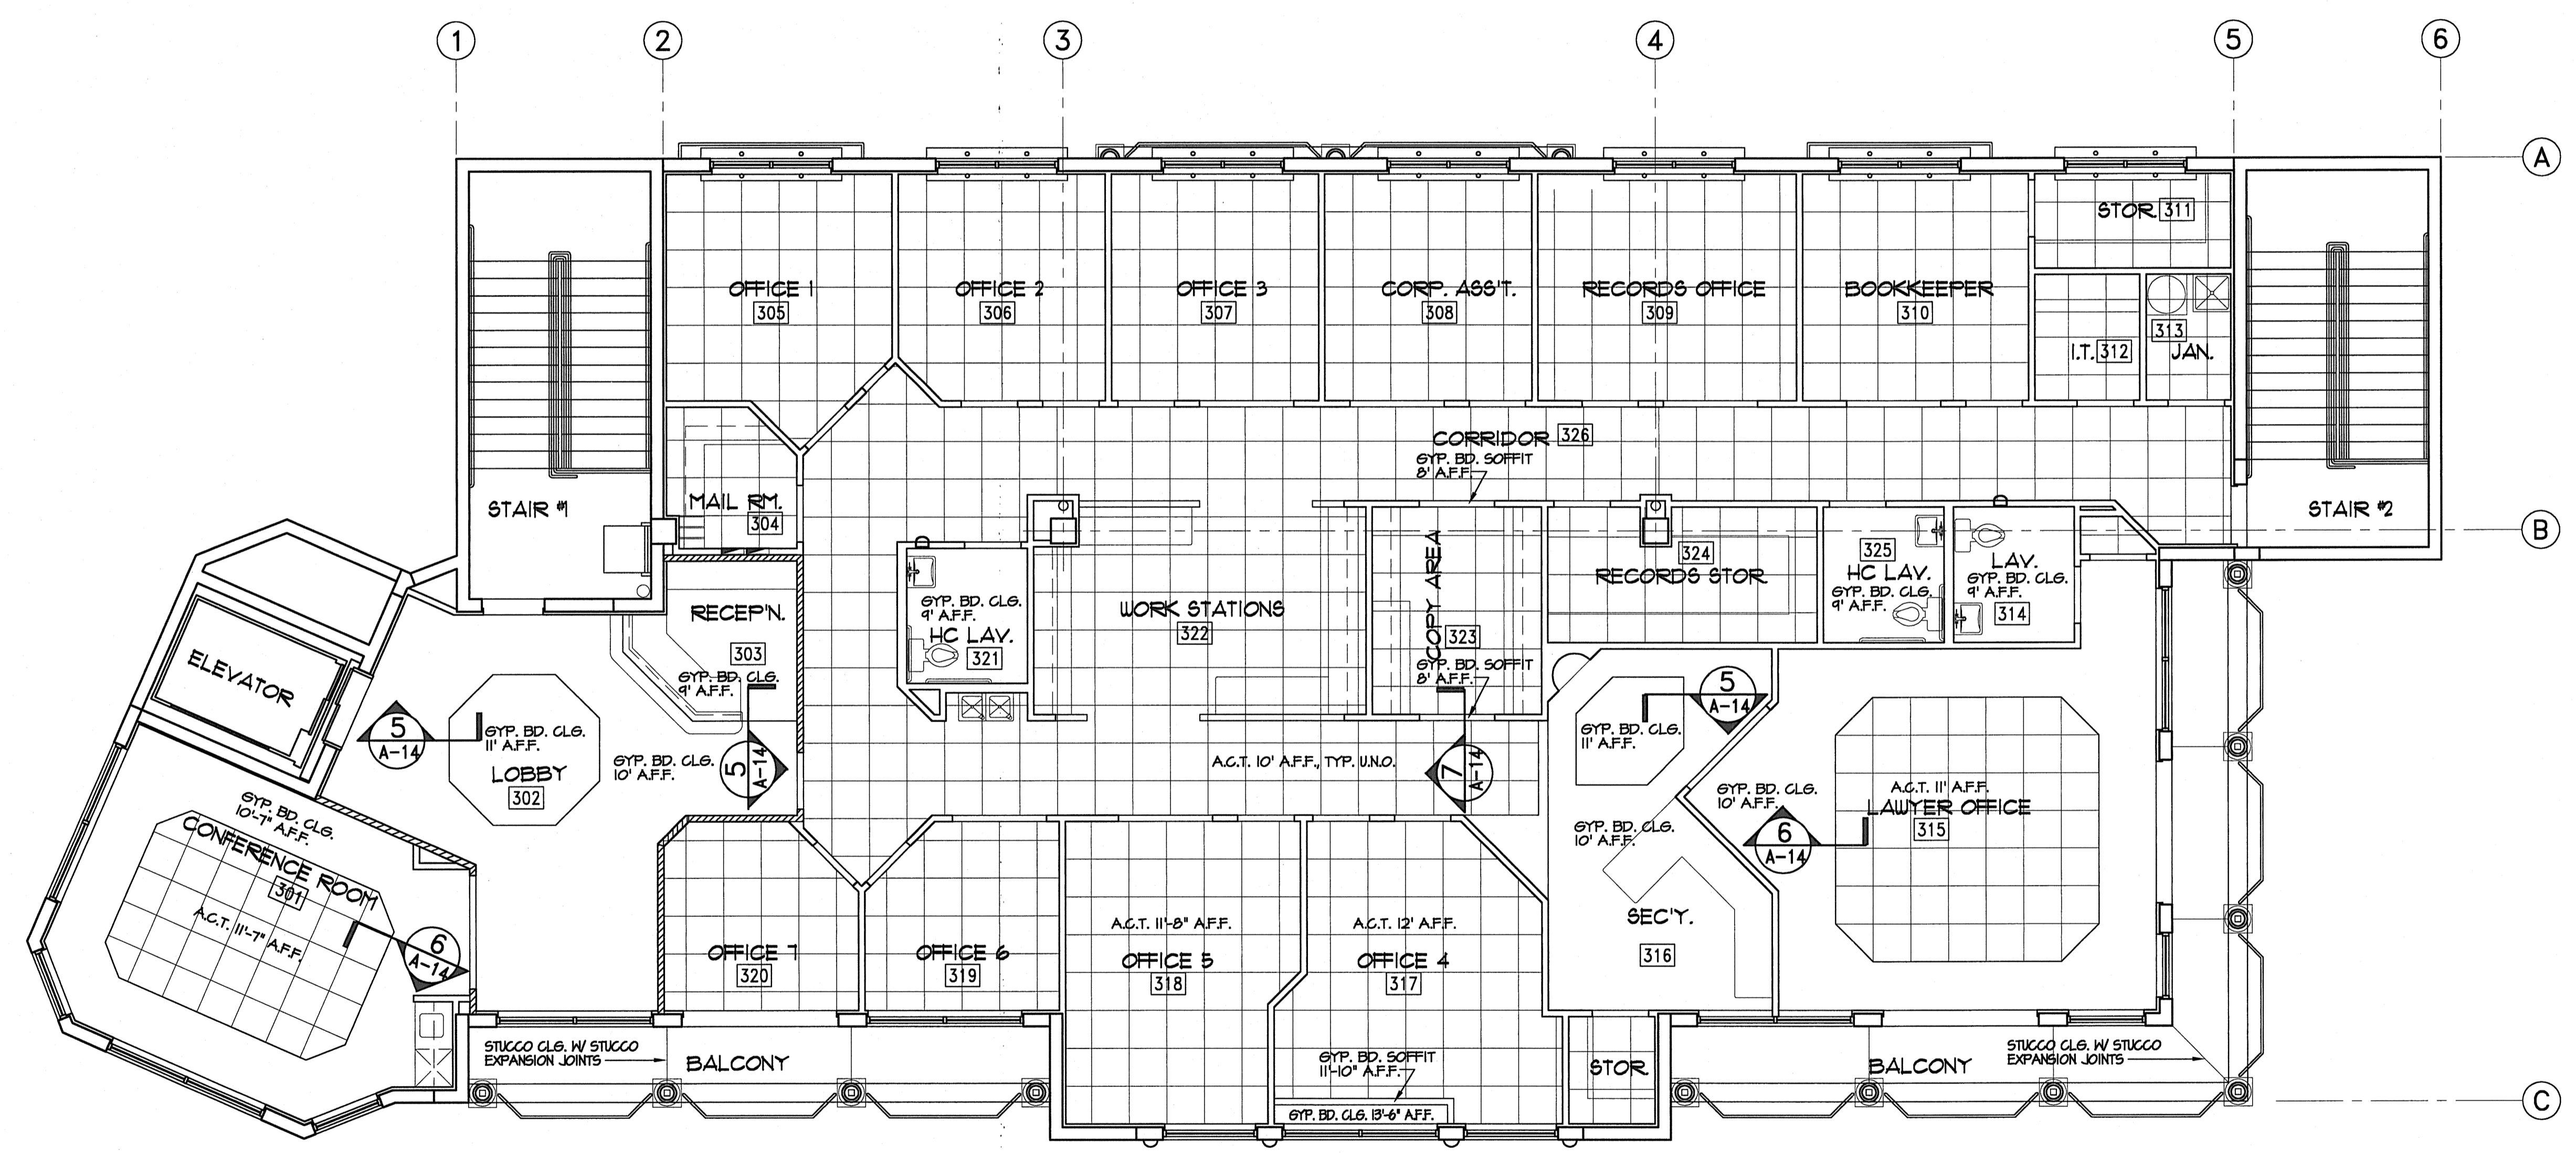 1 2 3 4 5 6
A
STOR. 311
OFFICE 1
305
OFFICE 2
306
OFFICE 3
307
CORP. ASS'T.
308
RECORDS OFFICE
309
BOOKKEEPER
310
313
I.T. 312
JAN.
CORRIDOR 326
GYP. BD. SOFFIT
8' A.F.F.
STAIR #1
MAIL RM.
304
STAIR #2
B
COPY AREA
323
GYP. BD. SOFFIT
8' A.F.F.
324
RECORDS STOR.
325
HC LAV.
GYP. BD. CLG.
9' A.F.F.
LAV.
GYP. BD. CLG.
9' A.F.F.
314
RECEP'N.
303
GYP. BD. CLG.
9' A.F.F.
GYP. BD. CLG.
9' A.F.F.
HC LAV.
321
WORK STATIONS
322
ELEVATOR
5
A-14
GYP. BD. CLG.
11' A.F.F.
LOBBY
302
GYP. BD. CLG.
10' A.F.F.
5
A-14
A.C.T. 10' A.F.F., TYP. U.N.O.
7
A-14
5
A-14
GYP. BD. CLG.
11' A.F.F.
GYP. BD. CLG.
10' A.F.F.
GYP. BD. CLG.
10' A.F.F.
6
A-14
A.C.T. 11' A.F.F.
LAWYER OFFICE
315
GYP. BD. CLG.
10'-7" A.F.F.
CONFERENCE ROOM
301
A.C.T. 11'-7" A.F.F.
6
A-14
OFFICE 7
320
OFFICE 6
319
A.C.T. 11'-8" A.F.F.
OFFICE 5
318
A.C.T. 12' A.F.F.
OFFICE 4
317
SEC'Y.
316
STUCCO CLG. W/ STUCCO
EXPANSION JOINTS
BALCONY
GYP. BD. SOFFIT
11'-10" A.F.F.
GYP. BD. CLG. 13'-6" A.F.F.
STOR.
BALCONY
STUCCO CLG. W/ STUCCO
EXPANSION JOINTS
C